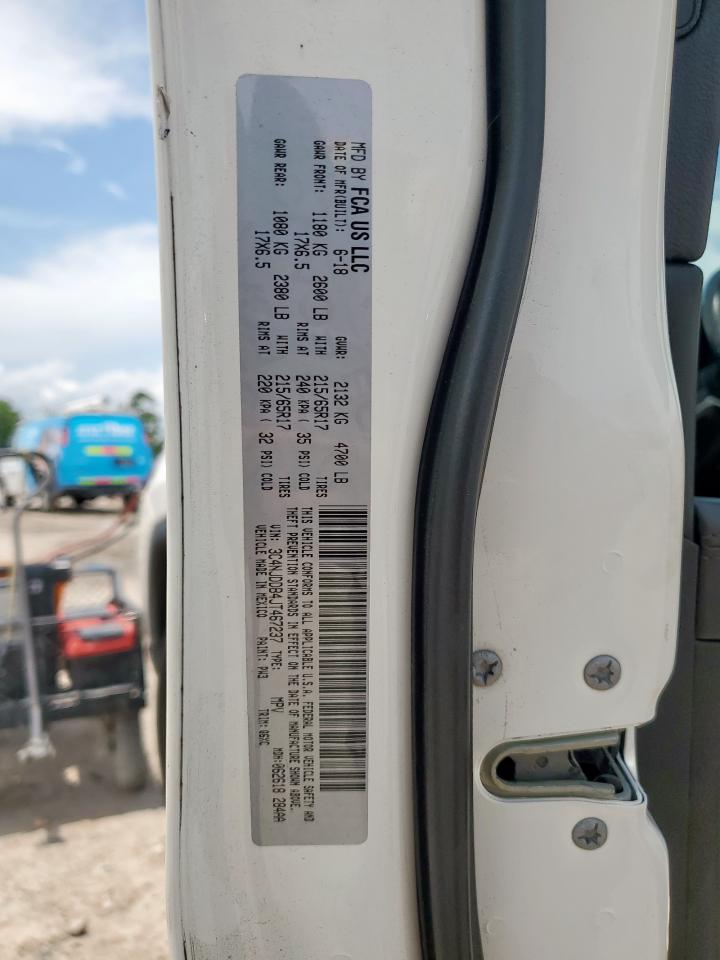 MFD BY FCA US LLC
DATE OF MFR(BUILT): 6-18 GVWR: 2132 KG 4700 LB
GAWR FRONT: 1180 KG 2600 LB WITH 215/65R17 TIRES
17X6.5 RIMS AT 240 KPA ( 35 PSI) COLD
GAWR REAR: 1080 KG 2380 LB WITH 215/65R17 TIRES
17X6.5 RIMS AT 220 KPA ( 32 PSI) COLD
THIS VEHICLE CONFORMS TO ALL APPLICABLE U.S.A. FEDERAL MOTOR VEHICLE SAFETY AND
THEFT PREVENTION STANDARDS IN EFFECT ON THE DATE OF MANUFACTURE SHOWN ABOVE.
VIN: 3C4NJDDB4JT467237 TYPE: MPV MDH:062618 284AA
VEHICLE MADE IN MEXICO PAINT: PW3 TRIM: 06XC